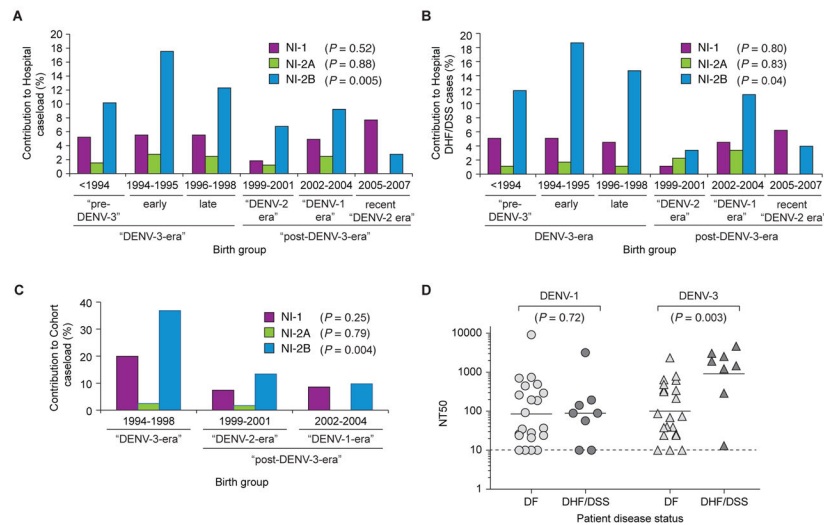 A
Contribution to Hospital
caseload (%)
20
18
16
14
12
10
8
6
4
2
0
NI-1 (P = 0.52)
NI-2A (P = 0.88)
NI-2B (P = 0.005)
<1994 1994-1995 1996-1998 1999-2001 2002-2004 2005-2007
"pre- early late "DENV-2 "DENV-1 recent
DENV-3" era" era" "DENV-2 era"
"DENV-3-era" "post-DENV-3-era"
Birth group
B
Contribution to Hospital
DHF/DSS cases (%)
20
18
16
14
12
10
8
6
4
2
0
NI-1 (P = 0.80)
NI-2A (P = 0.83)
NI-2B (P = 0.04)
<1994 1994-1995 1996-1998 1999-2001 2002-2004 2005-2007
"pre- early late "DENV-2 "DENV-1 recent
DENV-3" era" era" "DENV-2 era"
DENV-3-era post-DENV-3-era
Birth group
C
Contribution to Cohort
caseload (%)
40
30
20
10
0
NI-1 (P = 0.25)
NI-2A (P = 0.79)
NI-2B (P = 0.004)
1994-1998 1999-2001 2002-2004
"DENV-3-era" "DENV-2-era" "DENV-1-era"
"post-DENV-3-era"
Birth group
D
DENV-1 DENV-3
(P = 0.72) (P = 0.003)
NT50
10000
1000
100
10
1
DF DHF/DSS DF DHF/DSS
Patient disease status